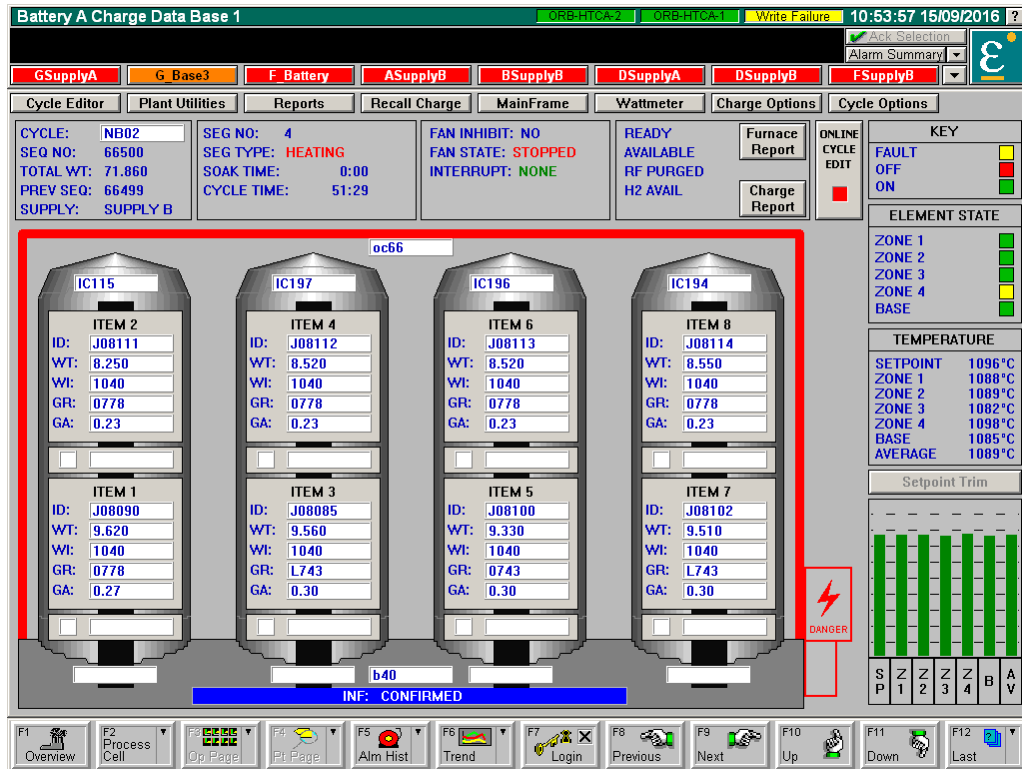 Battery A Charge Data Base 1 ORB-HTCA-2 ORB-HTCA-1 Write Failure 10:53:57 15/09/2016 ?
Ack Selection
Alarm Summary
GSupplyA G_Base3 F_Battery ASupplyB BSupplyB DSupplyA DSupplyB FSupplyB
Cycle Editor Plant Utilities Reports Recall Charge MainFrame Wattmeter Charge Options Cycle Options
CYCLE: NB02
SEQ NO: 66500
TOTAL WT: 71.860
PREV SEQ: 66499
SUPPLY: SUPPLY B
SEG NO: 4
SEG TYPE: HEATING
SOAK TIME: 0:00
CYCLE TIME: 51:29
FAN INHIBIT: NO
FAN STATE: STOPPED
INTERRUPT: NONE
READY
AVAILABLE
RF PURGED
H2 AVAIL
Furnace
Report
Charge
Report
ONLINE
CYCLE
EDIT
KEY
FAULT
OFF
ON
ELEMENT STATE
ZONE 1
ZONE 2
ZONE 3
ZONE 4
BASE
TEMPERATURE
SETPOINT 1096°C
ZONE 1 1088°C
ZONE 2 1089°C
ZONE 3 1082°C
ZONE 4 1098°C
BASE 1085°C
AVERAGE 1089°C
Setpoint Trim
SP Z1 Z2 Z3 Z4 B AV
oc66
IC115
ITEM 2
ID: J08111
WT: 8.250
WI: 1040
GR: 0778
GA: 0.23
ITEM 1
ID: J08090
WT: 9.620
WI: 1040
GR: 0778
GA: 0.27
IC197
ITEM 4
ID: J08112
WT: 8.520
WI: 1040
GR: 0778
GA: 0.23
ITEM 3
ID: J08085
WT: 9.560
WI: 1040
GR: L743
GA: 0.30
IC196
ITEM 6
ID: J08113
WT: 8.520
WI: 1040
GR: 0778
GA: 0.23
ITEM 5
ID: J08100
WT: 9.330
WI: 1040
GR: 0743
GA: 0.30
IC194
ITEM 8
ID: J08114
WT: 8.550
WI: 1040
GR: 0778
GA: 0.23
ITEM 7
ID: J08102
WT: 9.510
WI: 1040
GR: L743
GA: 0.30
DANGER
b40
INF: CONFIRMED
F1 Overview
F2 Process Cell
F3 Op Page
F4 Pt Page
F5 Alm Hist
F6 Trend
F7 Login
F8 Previous
F9 Next
F10 Up
F11 Down
F12 Last